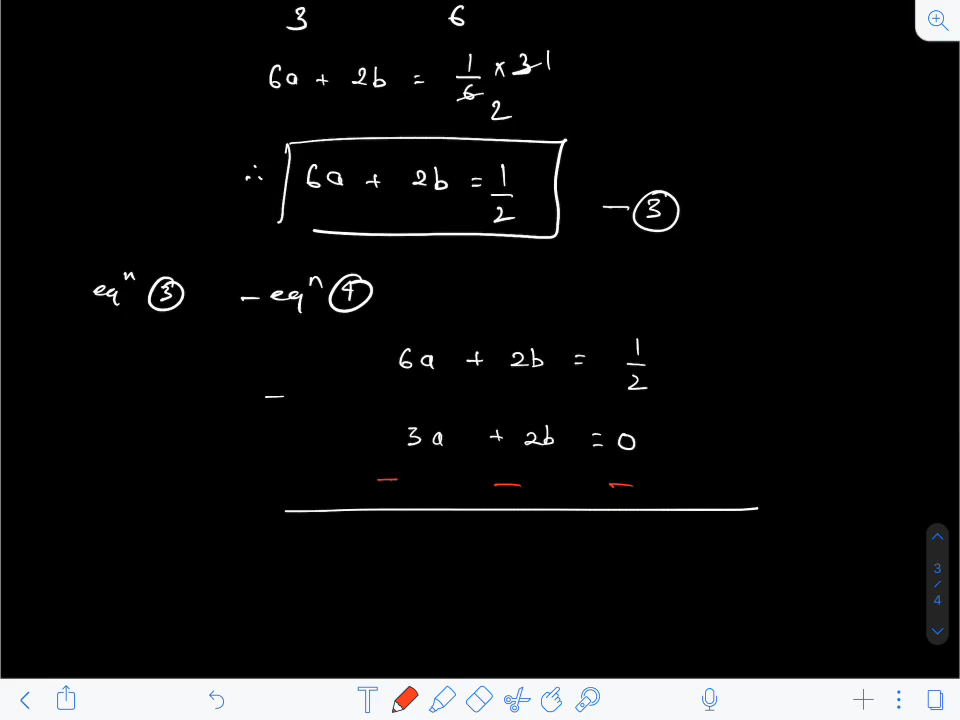 3 6
6a + 2b = 1/6 × 3 1
2
∴ 6a + 2b = 1/2 — ③
eqⁿ ③ – eqⁿ ④
6a + 2b = 1/2
–
3a + 2b = 0
– – –
3/4
T